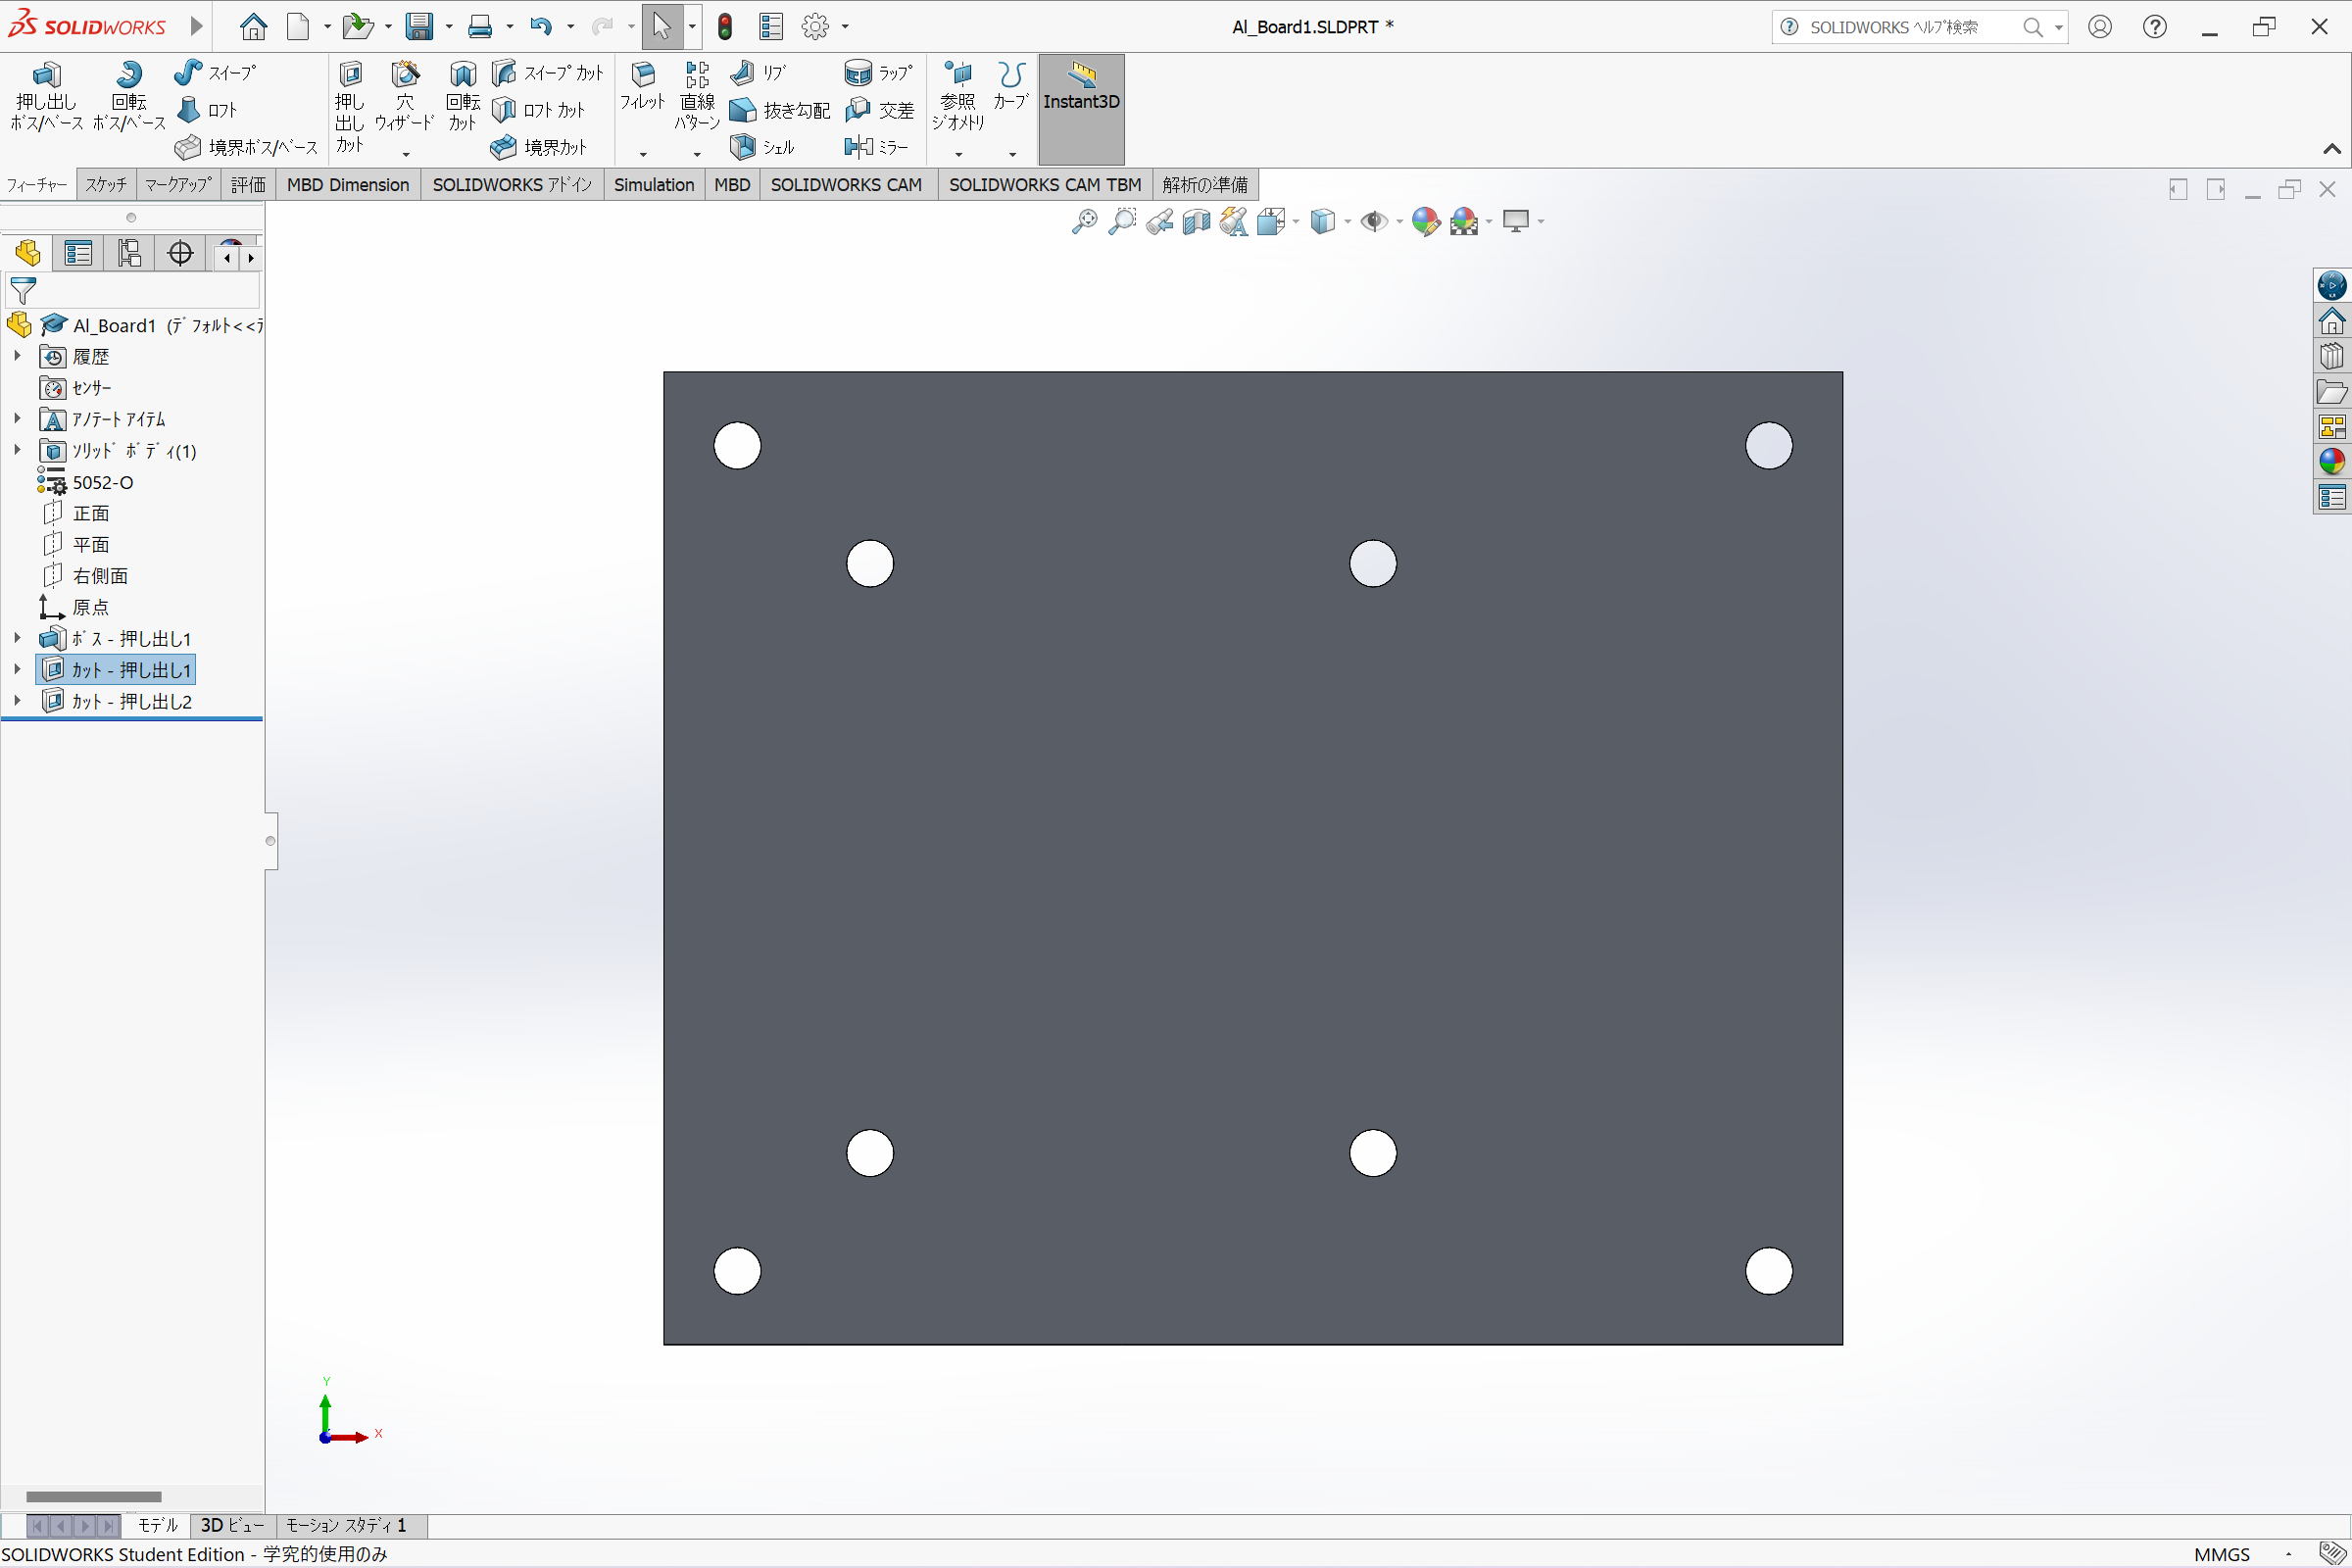 SOLIDWORKS
Al_Board1.SLDPRT *
SOLIDWORKS ﾍﾙﾌﾟ検索
押し出し
ﾎﾞｽ/ﾍﾞｰｽ
回転
ﾎﾞｽ/ﾍﾞｰｽ
ｽｲｰﾌﾟ
ﾛﾌﾄ
境界ﾎﾞｽ/ﾍﾞｰｽ
押し
出し
ｶｯﾄ
穴
ｳｨｻﾞｰﾄﾞ
回転
ｶｯﾄ
ｽｲｰﾌﾟ ｶｯﾄ
ﾛﾌﾄ ｶｯﾄ
境界ｶｯﾄ
ﾌｨﾚｯﾄ
直線
ﾊﾟﾀｰﾝ
ﾘﾌﾞ
抜き勾配
ｼｪﾙ
ﾗｯﾌﾟ
交差
ﾐﾗｰ
参照
ｼﾞｵﾒﾄﾘ
ｶｰﾌﾞ
Instant3D
ﾌｨｰﾁｬｰ
ｽｹｯﾁ
ﾏｰｸｱｯﾌﾟ
評価
MBD Dimension
SOLIDWORKS ｱﾄﾞｲﾝ
Simulation
MBD
SOLIDWORKS CAM
SOLIDWORKS CAM TBM
解析の準備
Al_Board1 (ﾃﾞﾌｫﾙﾄ<<ﾃ
履歴
ｾﾝｻｰ
ｱﾉﾃｰﾄ ｱｲﾃﾑ
ｿﾘｯﾄﾞ ﾎﾞﾃﾞｨ(1)
5052-O
正面
平面
右側面
原点
ﾎﾞｽ - 押し出し1
ｶｯﾄ - 押し出し1
ｶｯﾄ - 押し出し2
Y
X
ﾓﾃﾞﾙ
3D ﾋﾞｭｰ
ﾓｰｼｮﾝ ｽﾀﾃﾞｨ 1
SOLIDWORKS Student Edition - 学究的使用のみ
MMGS